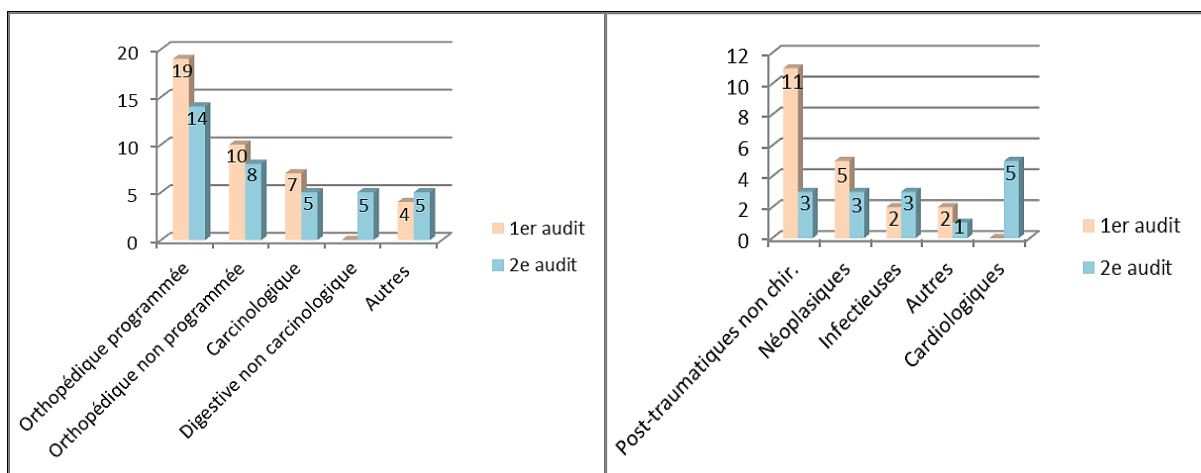 20
15
10
5
0
19
14
10
8
7
5
5
4
5
Orthopédique programmée
Orthopédique non programmée
Carcinologique
Digestive non carcinologique
Autres
1er audit
2e audit
12
10
8
6
4
2
0
11
3
5
3
2
3
2
1
5
Post-traumatiques non chir.
Néoplasiques
Infectieuses
Autres
Cardiologiques
1er audit
2e audit